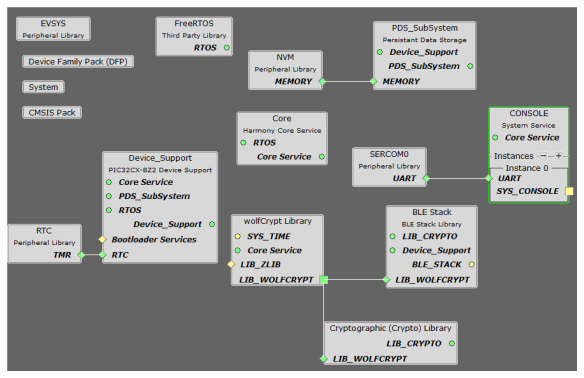 EVSYS
Peripheral Library
Device Family Pack (DFP)
System
CMSIS Pack
FreeRTOS
Third Party Library
RTOS
NVM
Peripheral Library
MEMORY
PDS_SubSystem
Persistant Data Storage
Device_Support
PDS_SubSystem
MEMORY
Core
Harmony Core Service
RTOS
Core Service
SERCOM0
Peripheral Library
UART
CONSOLE
System Service
Core Service
Instances
Instance 0
UART
SYS_CONSOLE
Device_Support
PIC32CX-BZ2 Device Support
Core Service
PDS_SubSystem
RTOS
Device_Support
Bootloader Services
RTC
RTC
Peripheral Library
TMR
wolfCrypt Library
SYS_TIME
Core Service
LIB_ZLIB
LIB_WOLFCRYPT
BLE Stack
BLE Stack Library
LIB_CRYPTO
Device_Support
BLE_STACK
LIB_WOLFCRYPT
Cryptographic (Crypto) Library
LIB_CRYPTO
LIB_WOLFCRYPT